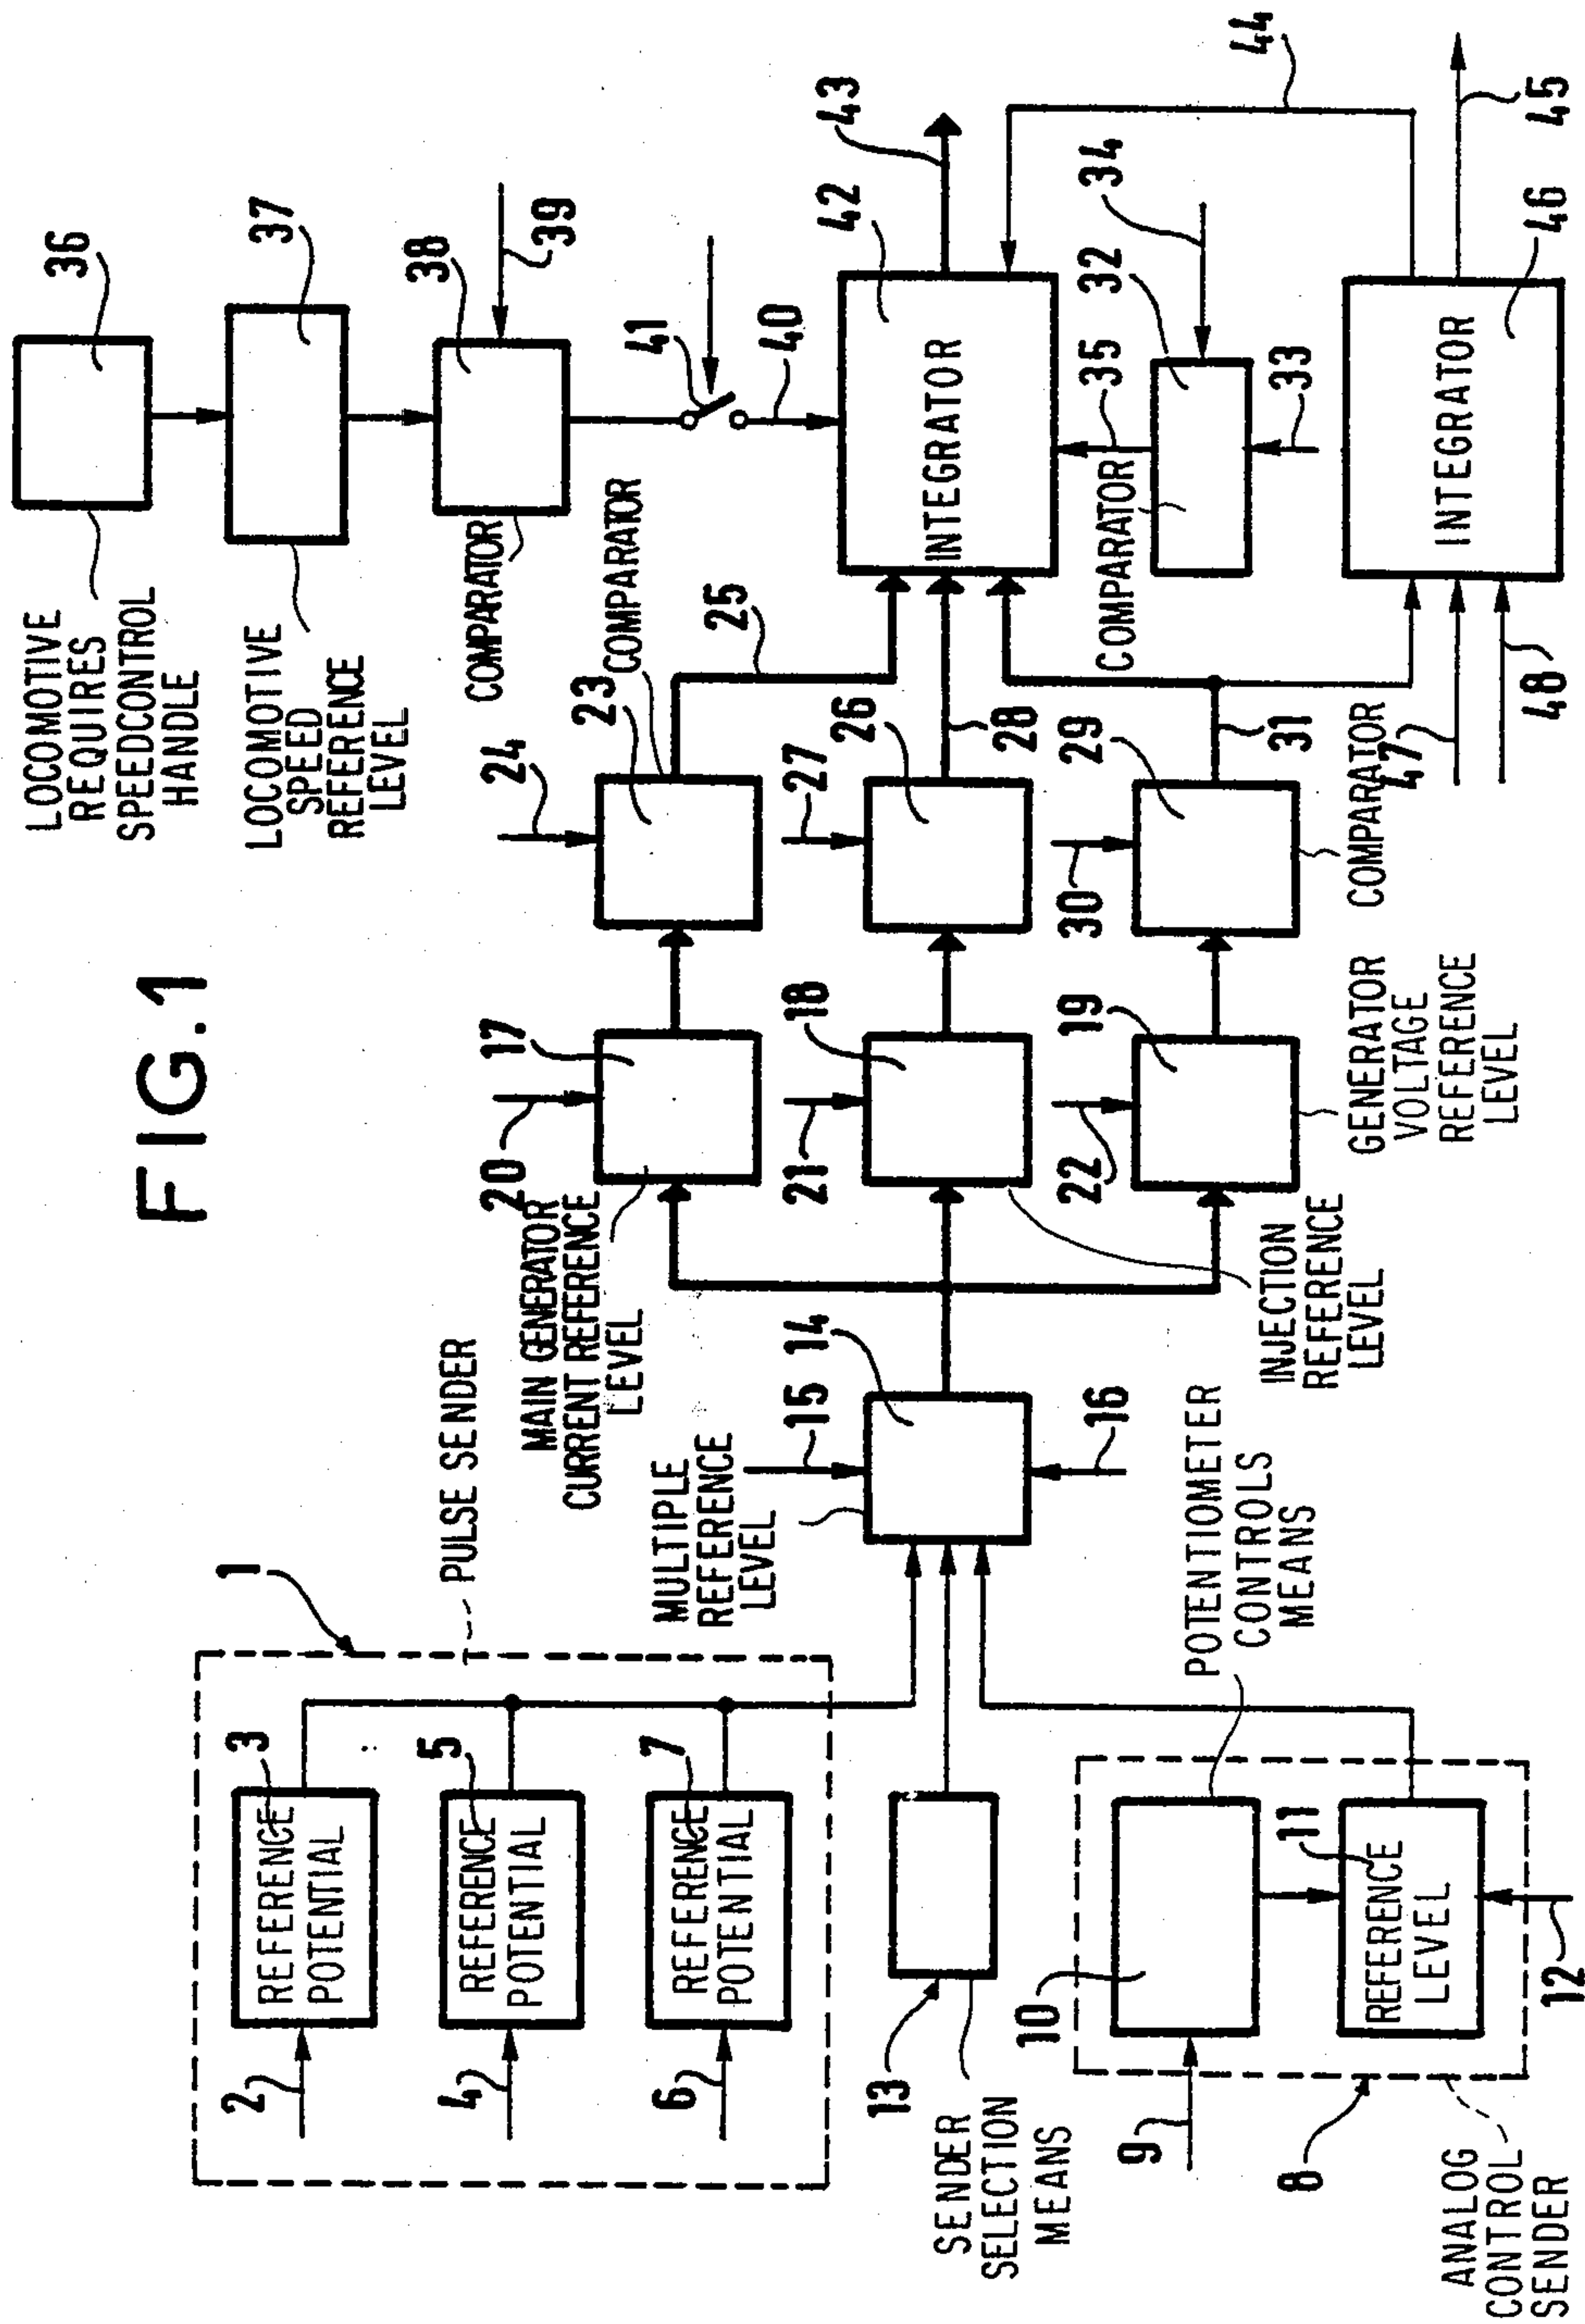 FIG.1
1
PULSE SENDER
2
3
REFERENCE
POTENTIAL
4
5
REFERENCE
POTENTIAL
6
7
REFERENCE
POTENTIAL
13
SENDER
SELECTION
MEANS
8
ANALOG
CONTROL
SENDER
9
10
POTENTIOMETER
CONTROLS
MEANS
11
REFERENCE
LEVEL
12
MULTIPLE
REFERENCE
LEVEL
14
15
16
MAIN GENERATOR
CURRENT REFERENCE
LEVEL
17
20
18
21
INJECTION
REFERENCE
LEVEL
19
22
GENERATOR
VOLTAGE
REFERENCE
LEVEL
23
24
COMPARATOR
25
26
27
28
29
30
COMPARATOR
31
LOCOMOTIVE
REQUIRES
SPEEDCONTROL
HANDLE
36
LOCOMOTIVE
SPEED
REFERENCE
LEVEL
37
COMPARATOR
38
39
41
40
INTEGRATOR
42
43
44
COMPARATOR
32
33
34
35
INTEGRATOR
46
45
47
48